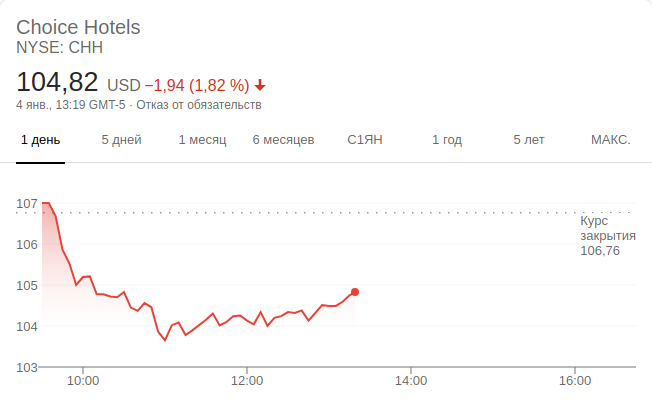 Choice Hotels
NYSE: CHH
104,82 USD −1,94 (1,82 %)
4 янв., 13:19 GMT-5 · Отказ от обязательств
1 день 5 дней 1 месяц 6 месяцев С1ЯН 1 год 5 лет МАКС.
107
Курс
закрытия
106,76
106
105
104
103
10:00 12:00 14:00 16:00